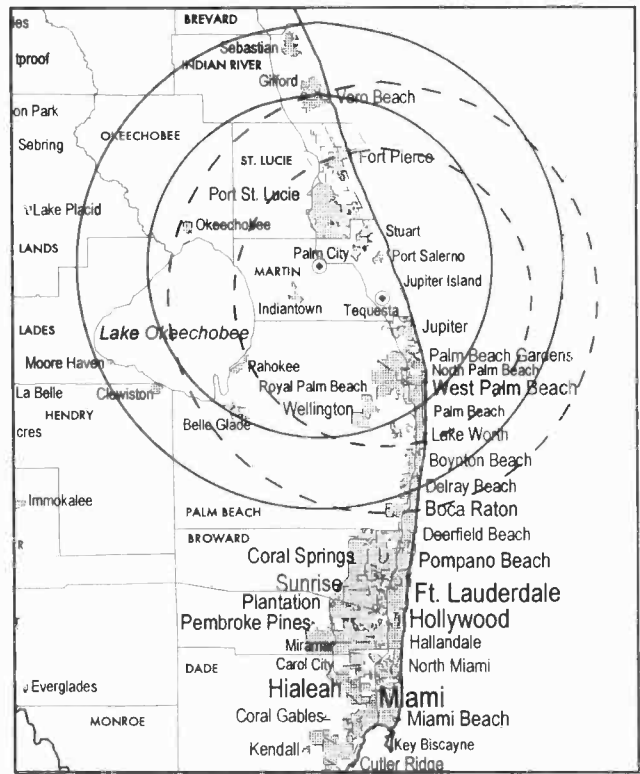 BREVARD
les
Sebastian
tproof
INDIAN RIVER
Gifford
Vero Beach
on Park
OKEECHOBEE
Sebring
ST. LUCIE
Fort Pierce
Port St. Lucie
Lake Placid
Okeechobee
Stuart
LANDS
Palm City
Port Salerno
MARTIN
Jupiter Island
Indiantown
Tequesta
LADES
Lake Okeechobee
Jupiter
Moore Haven
Pahokee
Palm Beach Gardens
North Palm Beach
La Belle
Clewiston
Royal Palm Beach
West Palm Beach
HENDRY
Wellington
Palm Beach
cres
Belle Glade
Lake Worth
Boynton Beach
Delray Beach
Immokalee
PALM BEACH
Boca Raton
BROWARD
Deerfield Beach
Coral Springs
Pompano Beach
Sunrise
Ft. Lauderdale
Plantation
Pembroke Pines
Hollywood
Miramar
Hallandale
DADE
Carol City
North Miami
Everglades
Hialeah
Miami
MONROE
Coral Gables
Miami Beach
Kendall
Key Biscayne
Cutler Ridge